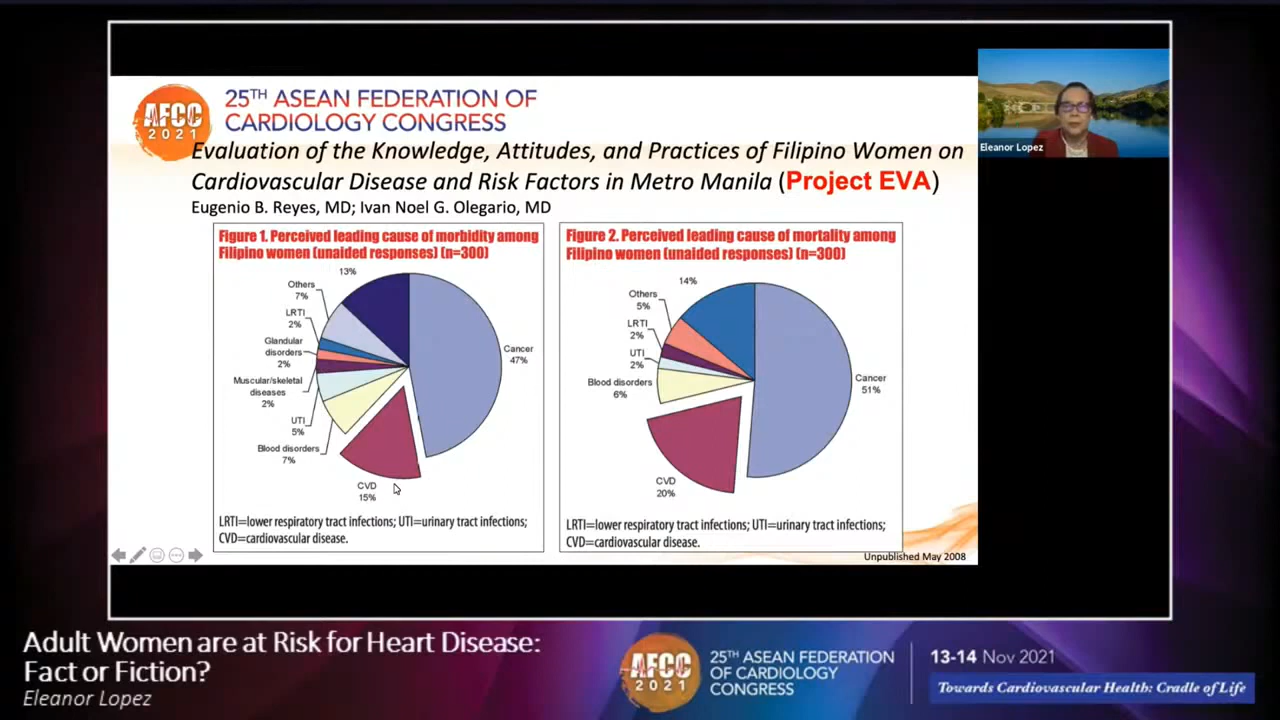 AFCC
2021
25TH ASEAN FEDERATION OF
CARDIOLOGY CONGRESS
Evaluation of the Knowledge, Attitudes, and Practices of Filipino Women on
Cardiovascular Disease and Risk Factors in Metro Manila (Project EVA)
Eugenio B. Reyes, MD; Ivan Noel G. Olegario, MD
Figure 1. Perceived leading cause of morbidity among
Filipino women (unaided responses) (n=300)
13%
Others
7%
LRTI
2%
Glandular
disorders
2%
Muscular/skeletal
diseases
2%
UTI
5%
Blood disorders
7%
CVD
15%
Cancer
47%
LRTI=lower respiratory tract infections; UTI=urinary tract infections;
CVD=cardiovascular disease.
Figure 2. Perceived leading cause of mortality among
Filipino women (unaided responses) (n=300)
14%
Others
5%
LRTI
2%
UTI
2%
Blood disorders
6%
CVD
20%
Cancer
51%
LRTI=lower respiratory tract infections; UTI=urinary tract infections;
CVD=cardiovascular disease.
Unpublished May 2008
Eleanor Lopez
Adult Women are at Risk for Heart Disease:
Fact or Fiction?
Eleanor Lopez
AFCC
2021
25TH ASEAN FEDERATION
OF CARDIOLOGY
CONGRESS
13-14 Nov 2021
Towards Cardiovascular Health: Cradle of Life